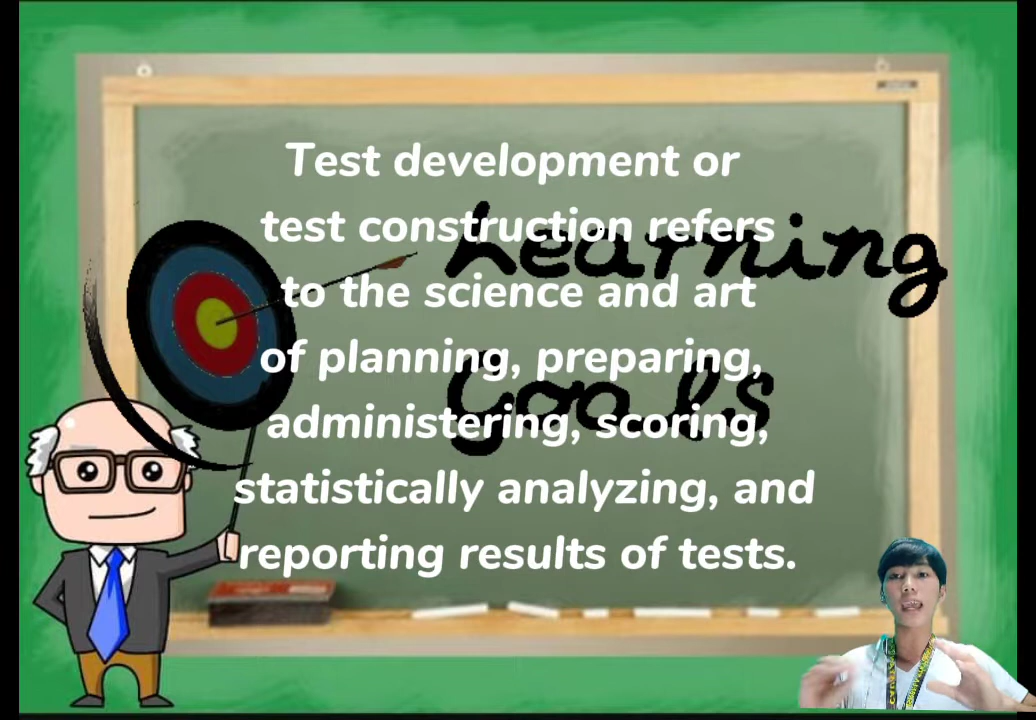 Test development or
test construction refers
to the science and art
of planning, preparing,
administering, scoring,
statistically analyzing, and
reporting results of tests.
Learning
Goals